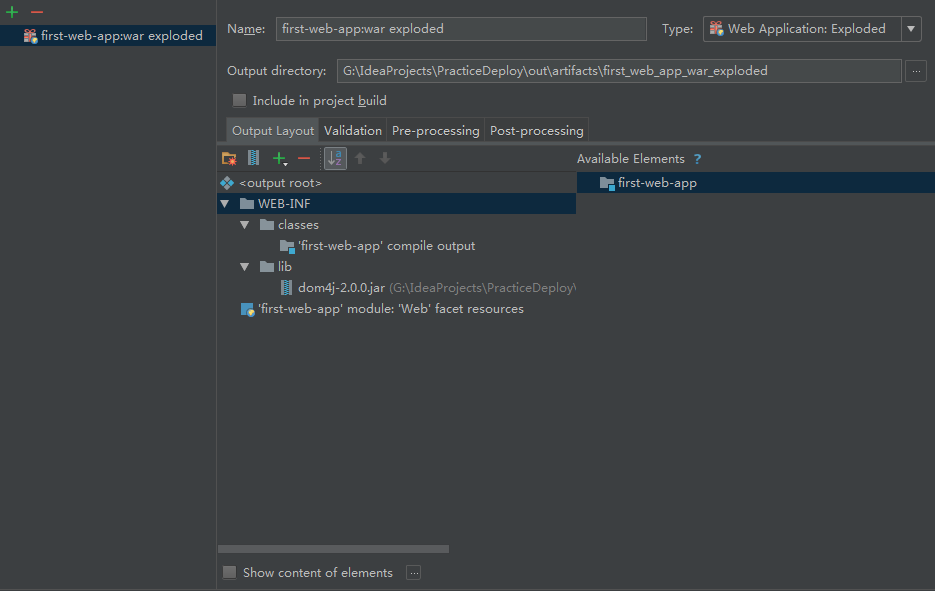 first-web-app:war exploded
Name: first-web-app:war exploded Type: Web Application: Exploded
Output directory: G:\IdeaProjects\PracticeDeploy\out\artifacts\first_web_app_war_exploded ...
Include in project build
Output Layout Validation Pre-processing Post-processing
Available Elements ?
<output root>
first-web-app
WEB-INF
classes
'first-web-app' compile output
lib
dom4j-2.0.0.jar (G:\IdeaProjects\PracticeDeploy\
'first-web-app' module: 'Web' facet resources
Show content of elements ...